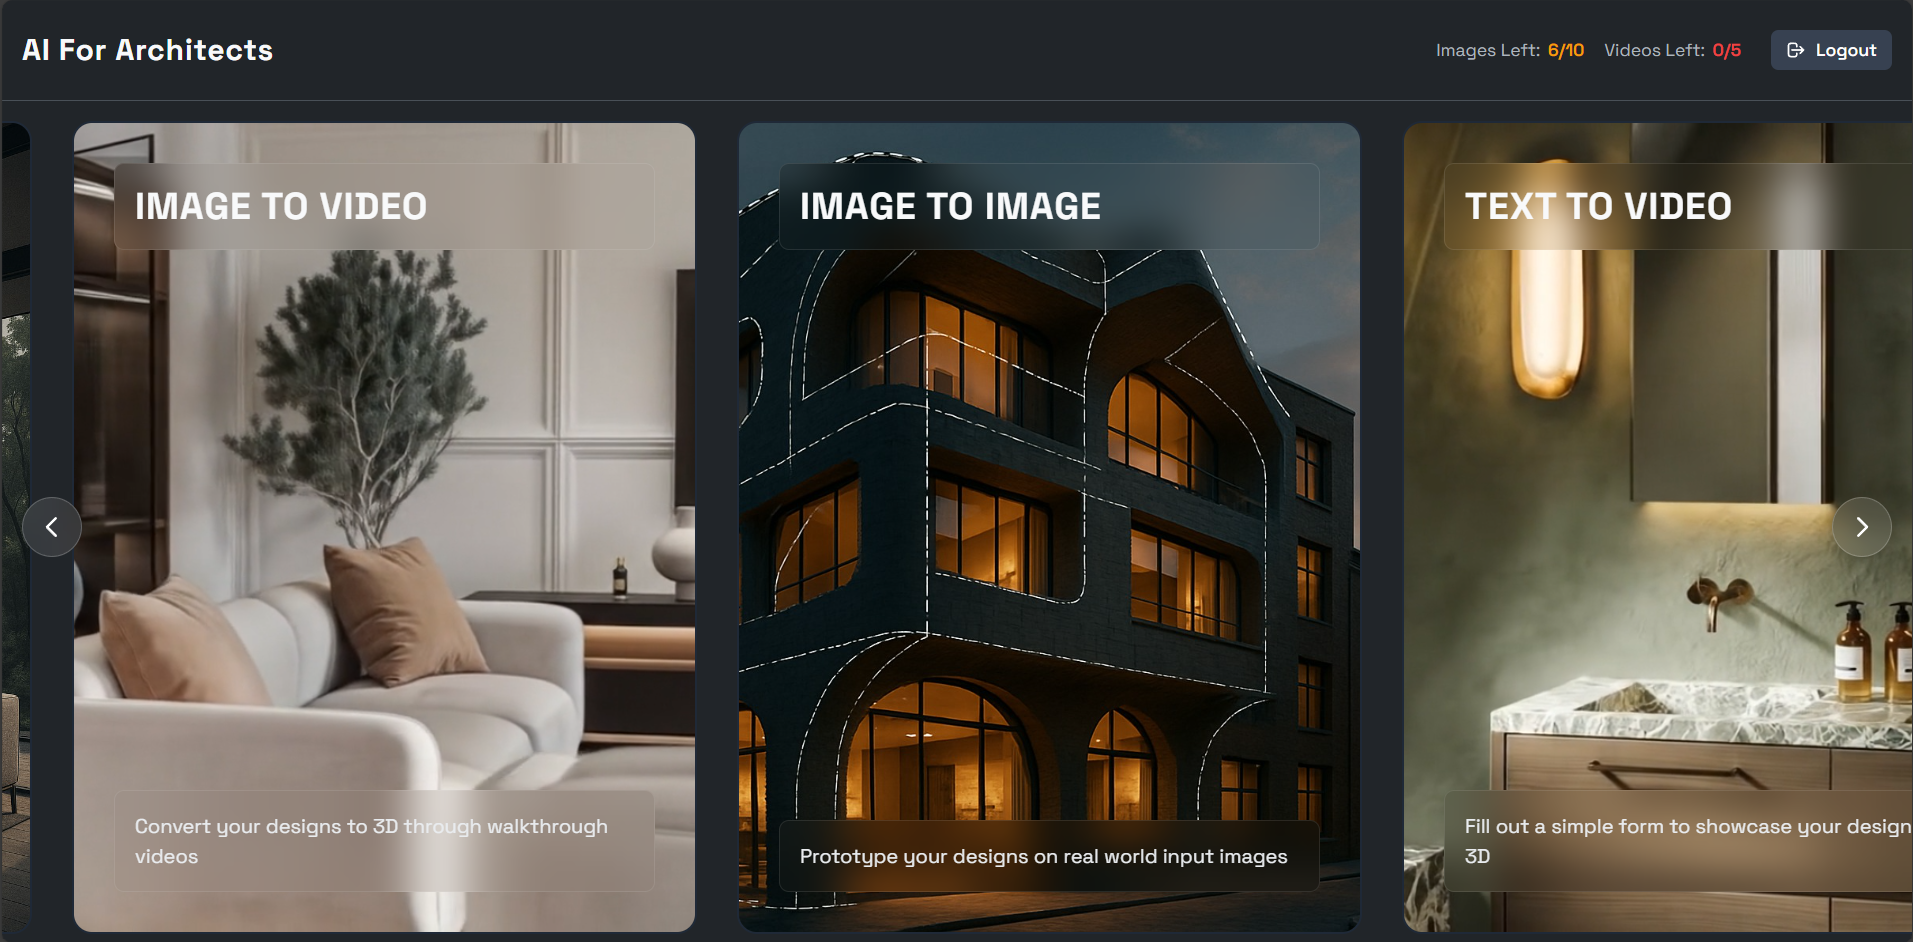 AI For Architects
Images Left: 6/10 Videos Left: 0/5 Logout
IMAGE TO VIDEO
Convert your designs to 3D through walkthrough
videos
IMAGE TO IMAGE
Prototype your designs on real world input images
TEXT TO VIDEO
Fill out a simple form to showcase your design
3D